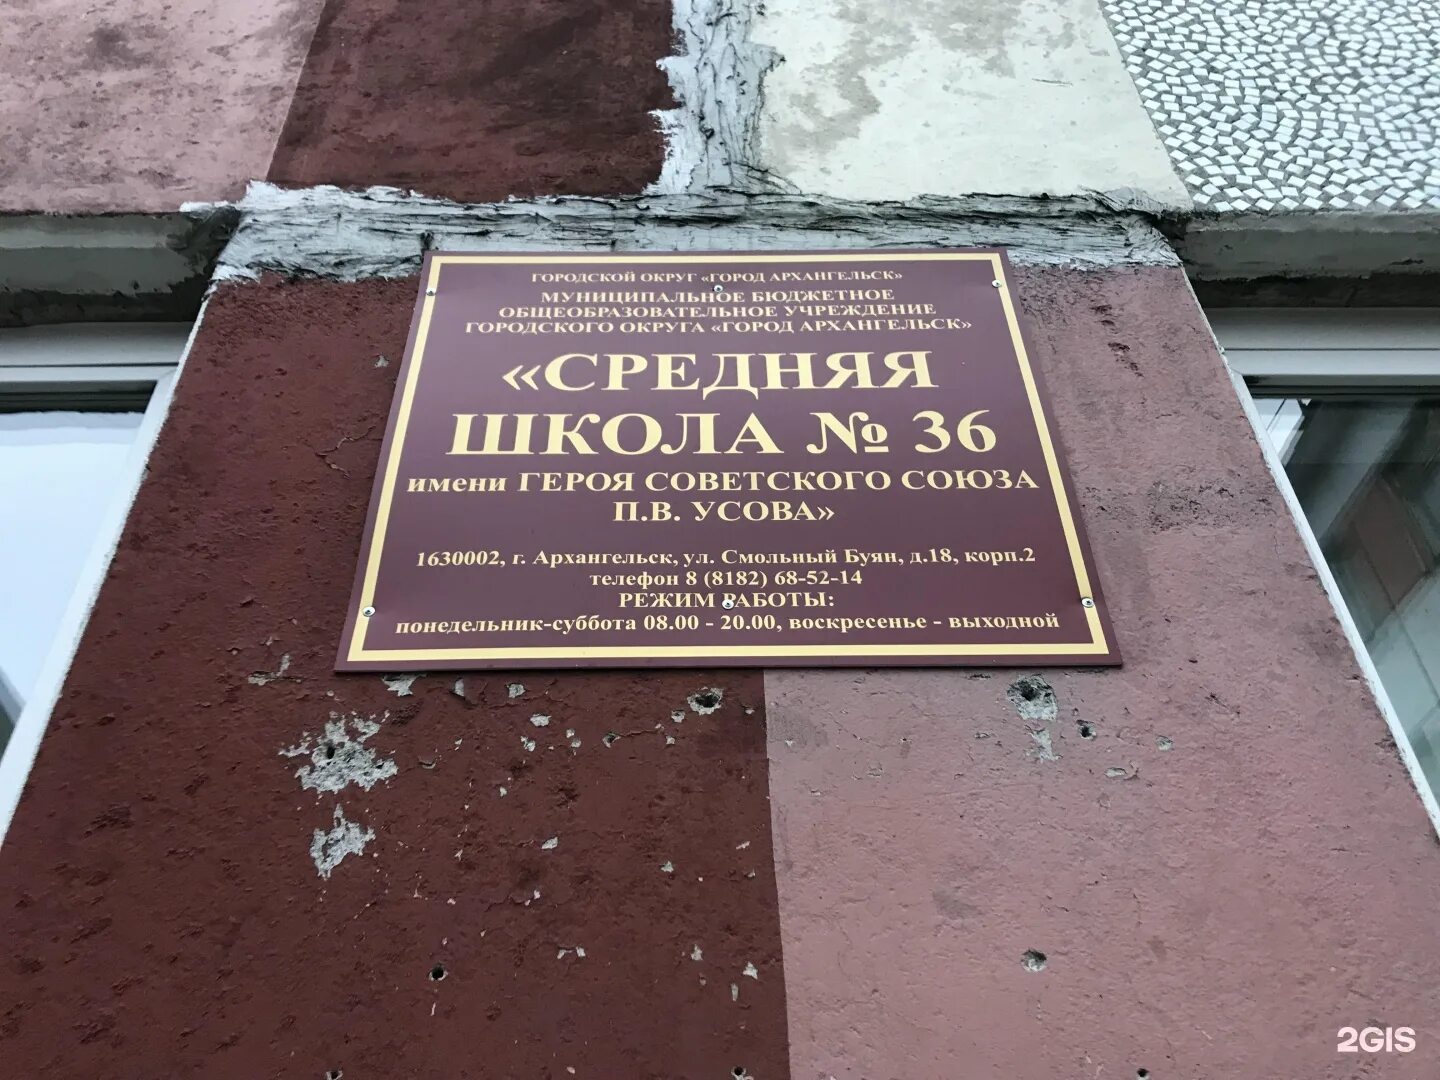 ГОРОДСКОЙ ОКРУГ «ГОРОД АРХАНГЕЛЬСК»
МУНИЦИПАЛЬНОЕ БЮДЖЕТНОЕ
ОБЩЕОБРАЗОВАТЕЛЬНОЕ УЧРЕЖДЕНИЕ
ГОРОДСКОГО ОКРУГА «ГОРОД АРХАНГЕЛЬСК»
«СРЕДНЯЯ
ШКОЛА № 36
имени ГЕРОЯ СОВЕТСКОГО СОЮЗА
П.В. УСОВА»
1630002, г. Архангельск, ул. Смольный Буян, д.18, корп.2
телефон 8 (8182) 68-52-14
РЕЖИМ РАБОТЫ:
понедельник-суббота 08.00 - 20.00, воскресенье - выходной
2GIS